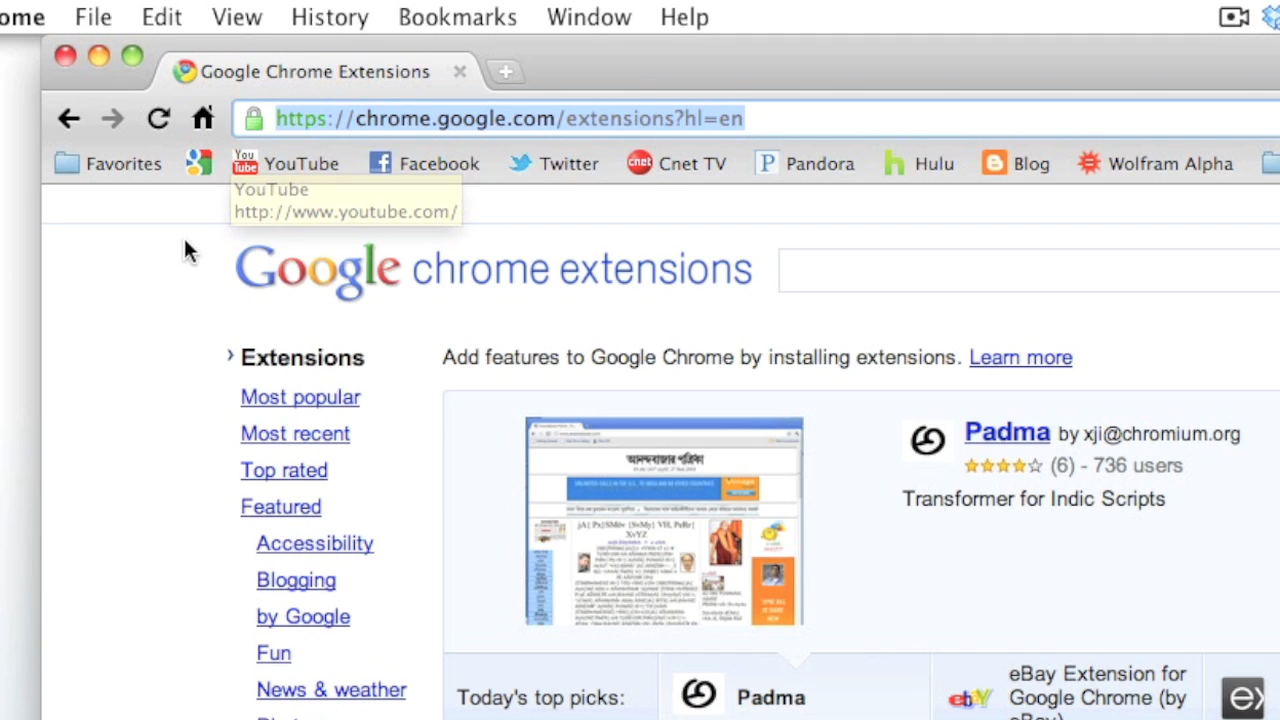 ome File Edit View History Bookmarks Window Help
Google Chrome Extensions
https://chrome.google.com/extensions?hl=en
Favorites YouTube Facebook Twitter Cnet TV Pandora Hulu Blog Wolfram Alpha
YouTube
http://www.youtube.com/
Google chrome extensions
Extensions
Add features to Google Chrome by installing extensions. Learn more
Most popular
Most recent
Top rated
Featured
Accessibility
Blogging
by Google
Fun
News & weather
Padma by xji@chromium.org
(6) - 38 users
Transformer for Indic Scripts
আনন্দবাজার পত্রিকা
Today's top picks:
Padma
eBay Extension for
Google Chrome (by